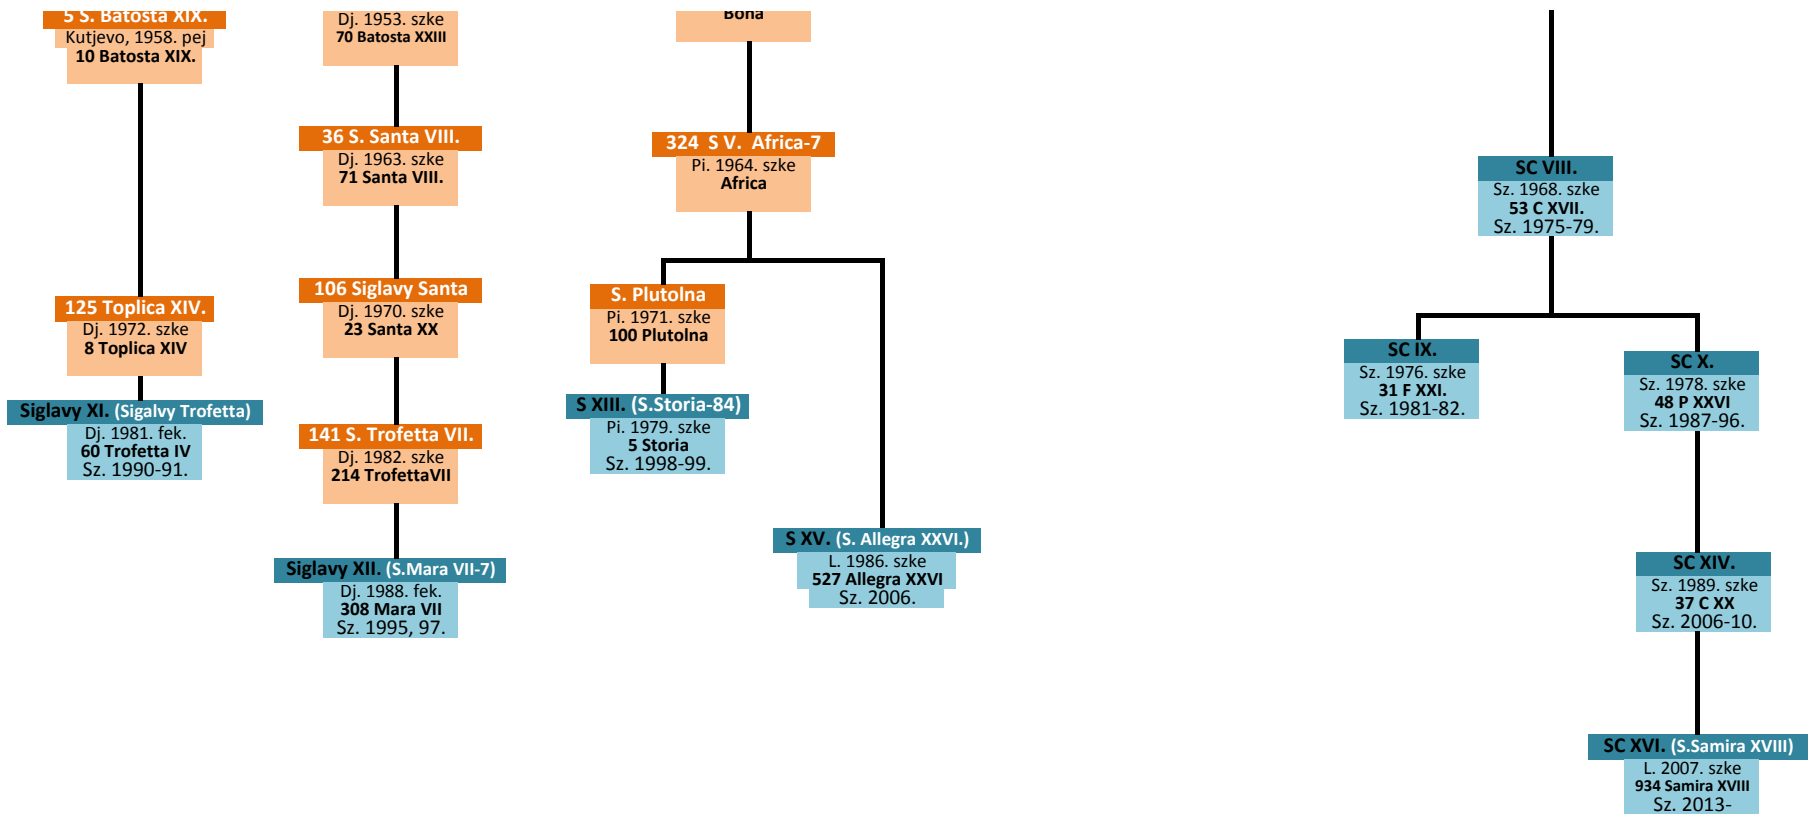 5 S. Batosta XIX.
Kutjevo, 1958. pej
10 Batosta XIX.
125 Toplica XIV.
Dj. 1972. szke
8 Toplica XIV
Siglavy XI. (Sigalvy Trofetta)
Dj. 1981. fek.
60 Trofetta IV
Sz. 1990-91.
Dj. 1953. szke
70 Batosta XXIII
36 S. Santa VIII.
Dj. 1963. szke
71 Santa VIII.
106 Siglavy Santa
Dj. 1970. szke
23 Santa XX
141 S. Trofetta VII.
Dj. 1982. szke
214 TrofettaVII
Siglavy XII. (S.Mara VII-7)
Dj. 1988. fek.
308 Mara VII
Sz. 1995, 97.
Bona
324 S V. Africa-7
Pi. 1964. szke
Africa
S. Plutolna
Pi. 1971. szke
100 Plutolna
S XIII. (S.Storia-84)
Pi. 1979. szke
5 Storia
Sz. 1998-99.
S XV. (S. Allegra XXVI.)
L. 1986. szke
527 Allegra XXVI
Sz. 2006.
SC VIII.
Sz. 1968. szke
53 C XVII.
Sz. 1975-79.
SC IX.
Sz. 1976. szke
31 F XXI.
Sz. 1981-82.
SC X.
Sz. 1978. szke
48 P XXVI
Sz. 1987-96.
SC XIV.
Sz. 1989. szke
37 C XX
Sz. 2006-10.
SC XVI. (S.Samira XVIII)
L. 2007. szke
934 Samira XVIII
Sz. 2013-